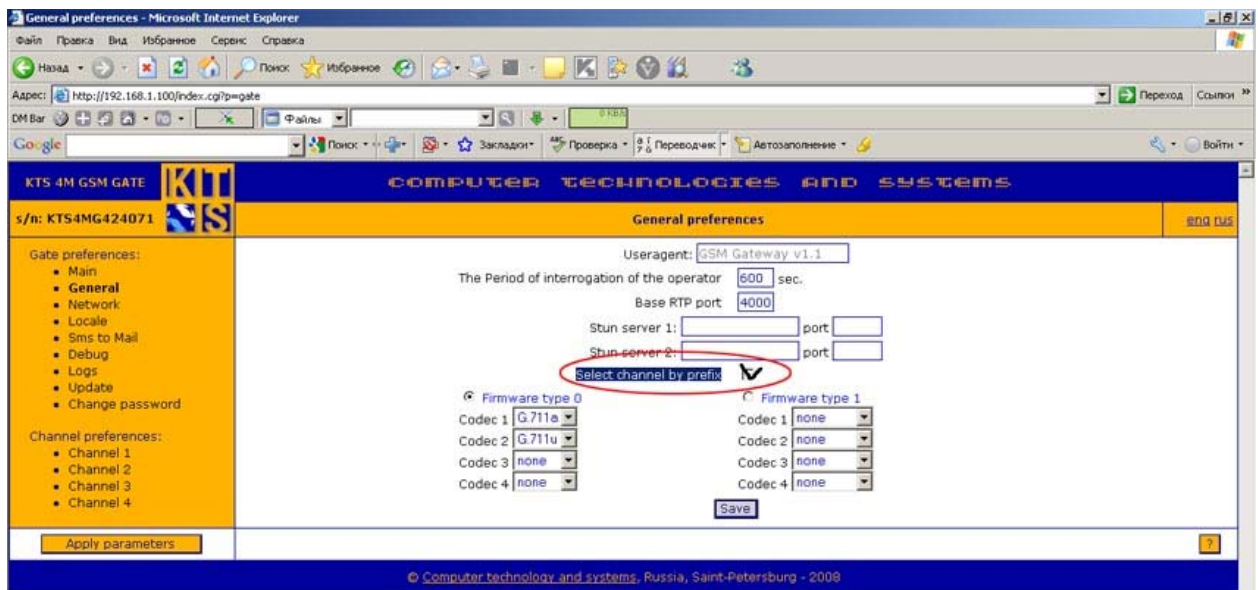 General preferences - Microsoft Internet Explorer
Файл Правка Вид Избранное Сервис Справка
Назад Поиск Избранное
Адрес: http://192.168.1.100/index.cgi?p=gate Переход Ссылки »
DM Bar Файлы 0 KB/s
Google Поиск Закладки Проверка Переводчик Автозаполнение Войти
KTS 4M GSM GATE KTS COMPUTER TECHNOLOGIES AND SYSTEMS
s/n: KTS4MG424071 General preferences eng rus
Gate preferences:
Main
General
Network
Locale
Sms to Mail
Debug
Logs
Update
Change password
Channel preferences:
Channel 1
Channel 2
Channel 3
Channel 4
Apply parameters
Useragent: GSM Gateway v1.1
The Period of interrogation of the operator 600 sec.
Base RTP port 4000
Stun server 1: port
Stun server 2: port
Select channel by prefix
Firmware type 0 Firmware type 1
Codec 1 G.711a Codec 1 none
Codec 2 G.711u Codec 2 none
Codec 3 none Codec 3 none
Codec 4 none Codec 4 none
Save
?
© Computer technology and systems, Russia, Saint-Petersburg - 2008